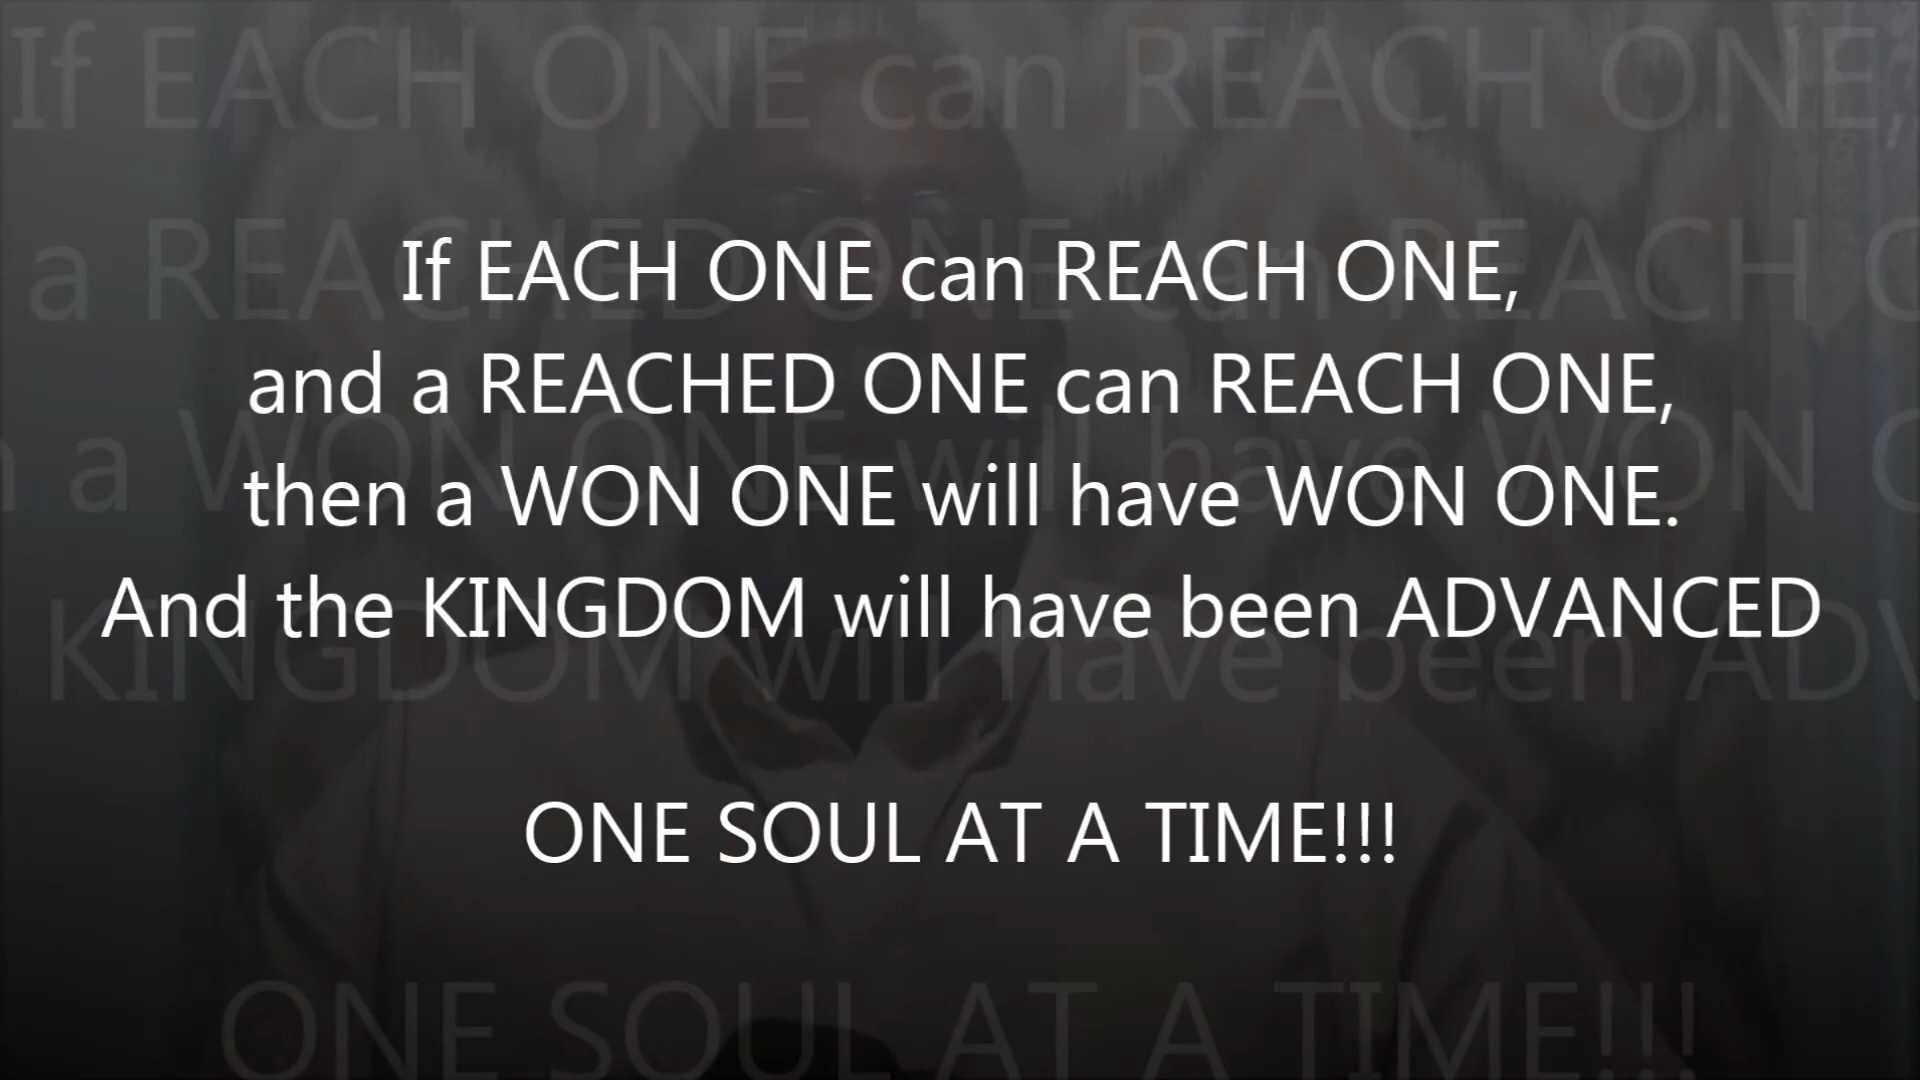 If EACH ONE can REACH ONE,
and a REACHED ONE can REACH ONE,
then a WON ONE will have WON ONE.
And the KINGDOM will have been ADVANCED
ONE SOUL AT A TIME!!!